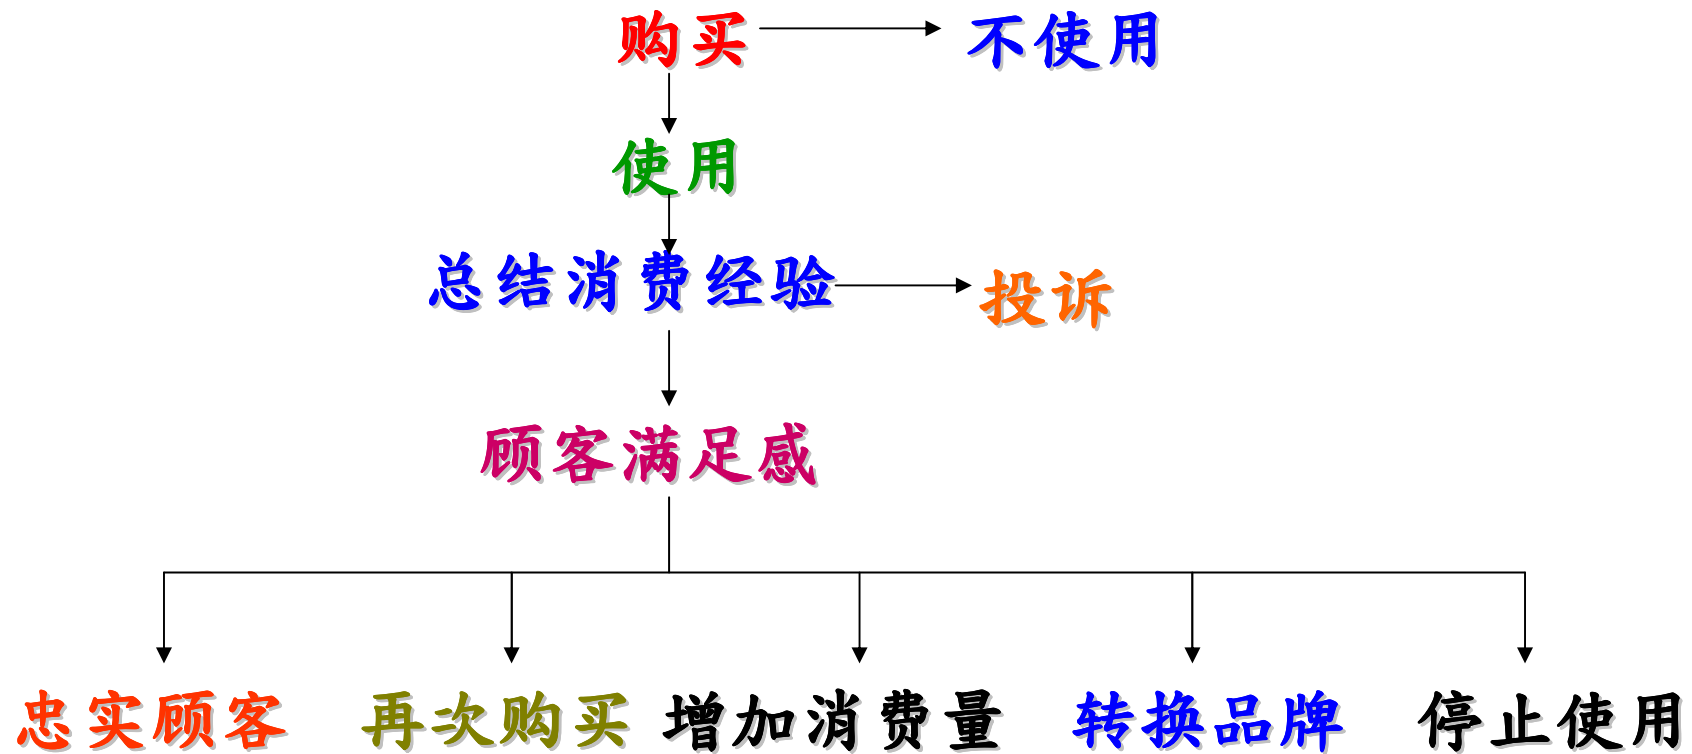 购买 不使用
使用
总结消费经验 投诉
顾客满足感
忠实顾客 再次购买 增加消费量 转换品牌 停止使用